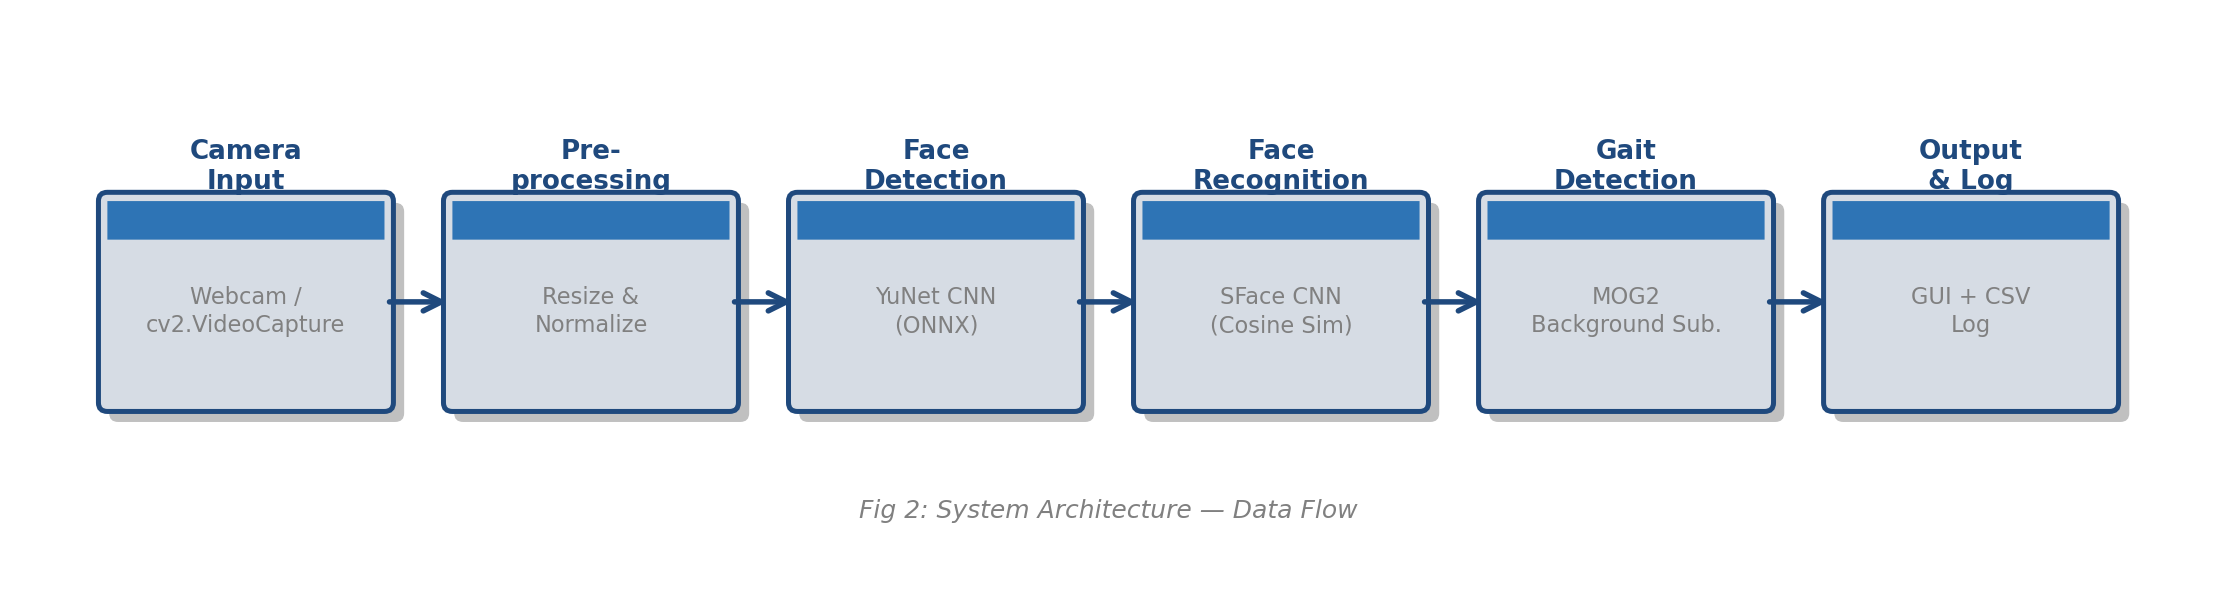 Camera
Input
Pre-
processing
Face
Detection
Face
Recognition
Gait
Detection
Output
& Log
Webcam /
cv2.VideoCapture
Resize &
Normalize
YuNet CNN
(ONNX)
SFace CNN
(Cosine Sim)
MOG2
Background Sub.
GUI + CSV
Log
Fig 2: System Architecture — Data Flow